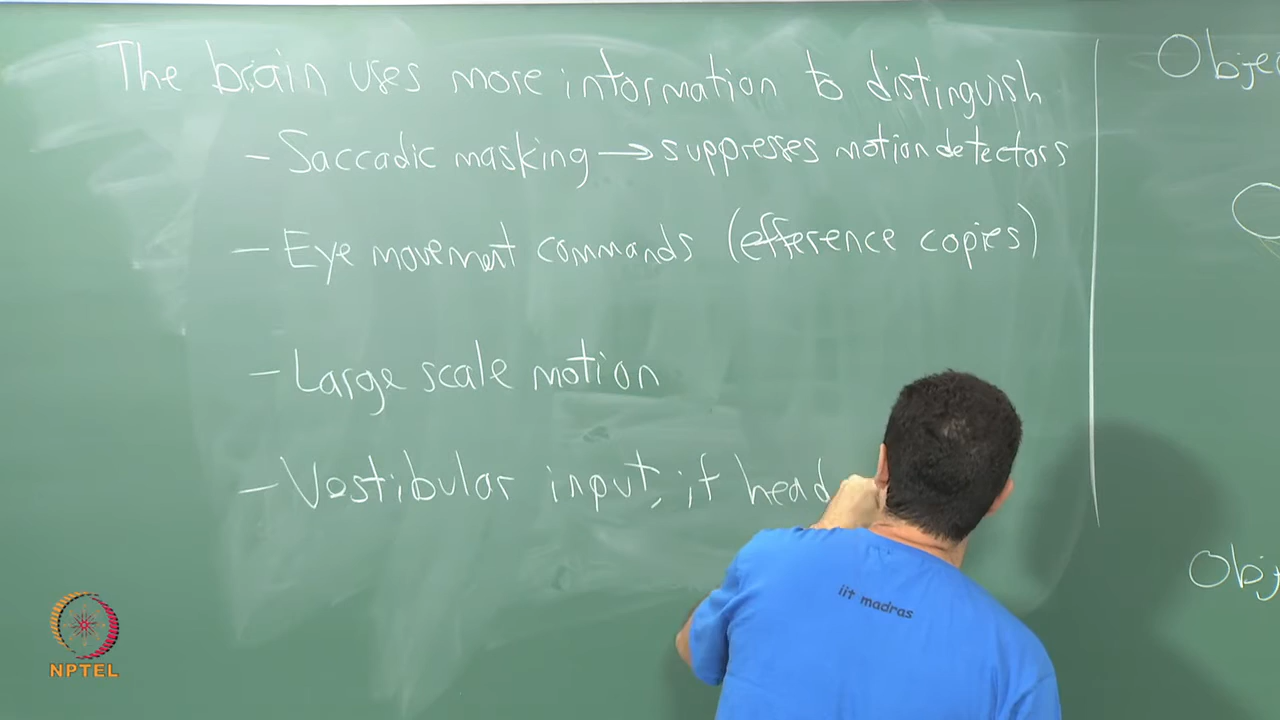 The brain uses more information to distinguish
- Saccadic masking → suppresses motion detectors
- Eye movement commands (efference copies)
- Large scale motion
- Vestibular input, if head
Obje
Obj
iit madras
NPTEL